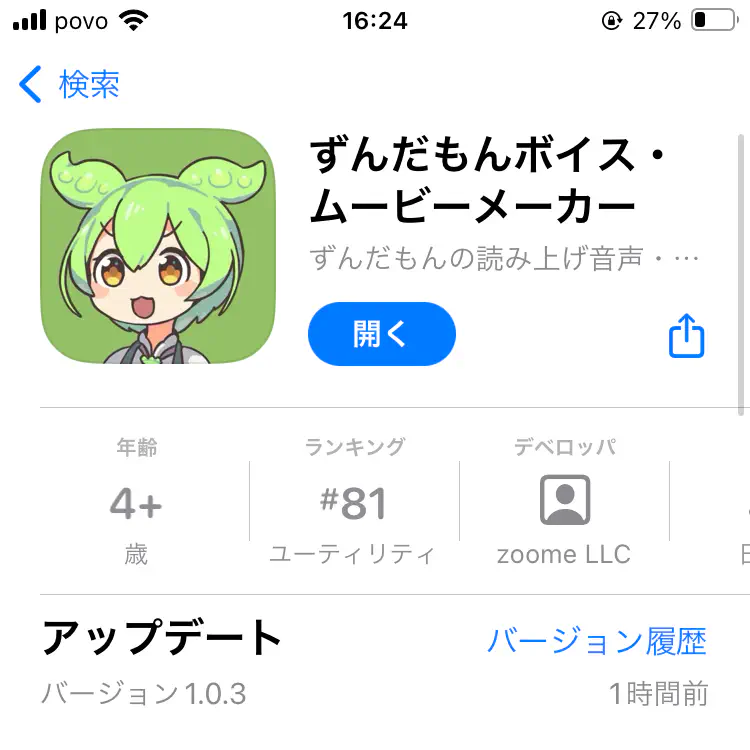 povo 16:24 27%
検索
ずんだもんボイス・
ムービーメーカー
ずんだもんの読み上げ音声・…
開く
年齢 ランキング デベロッパ
4+ #81
歳 ユーティリティ zoome LLC
アップデート バージョン履歴
バージョン1.0.3 1時間前